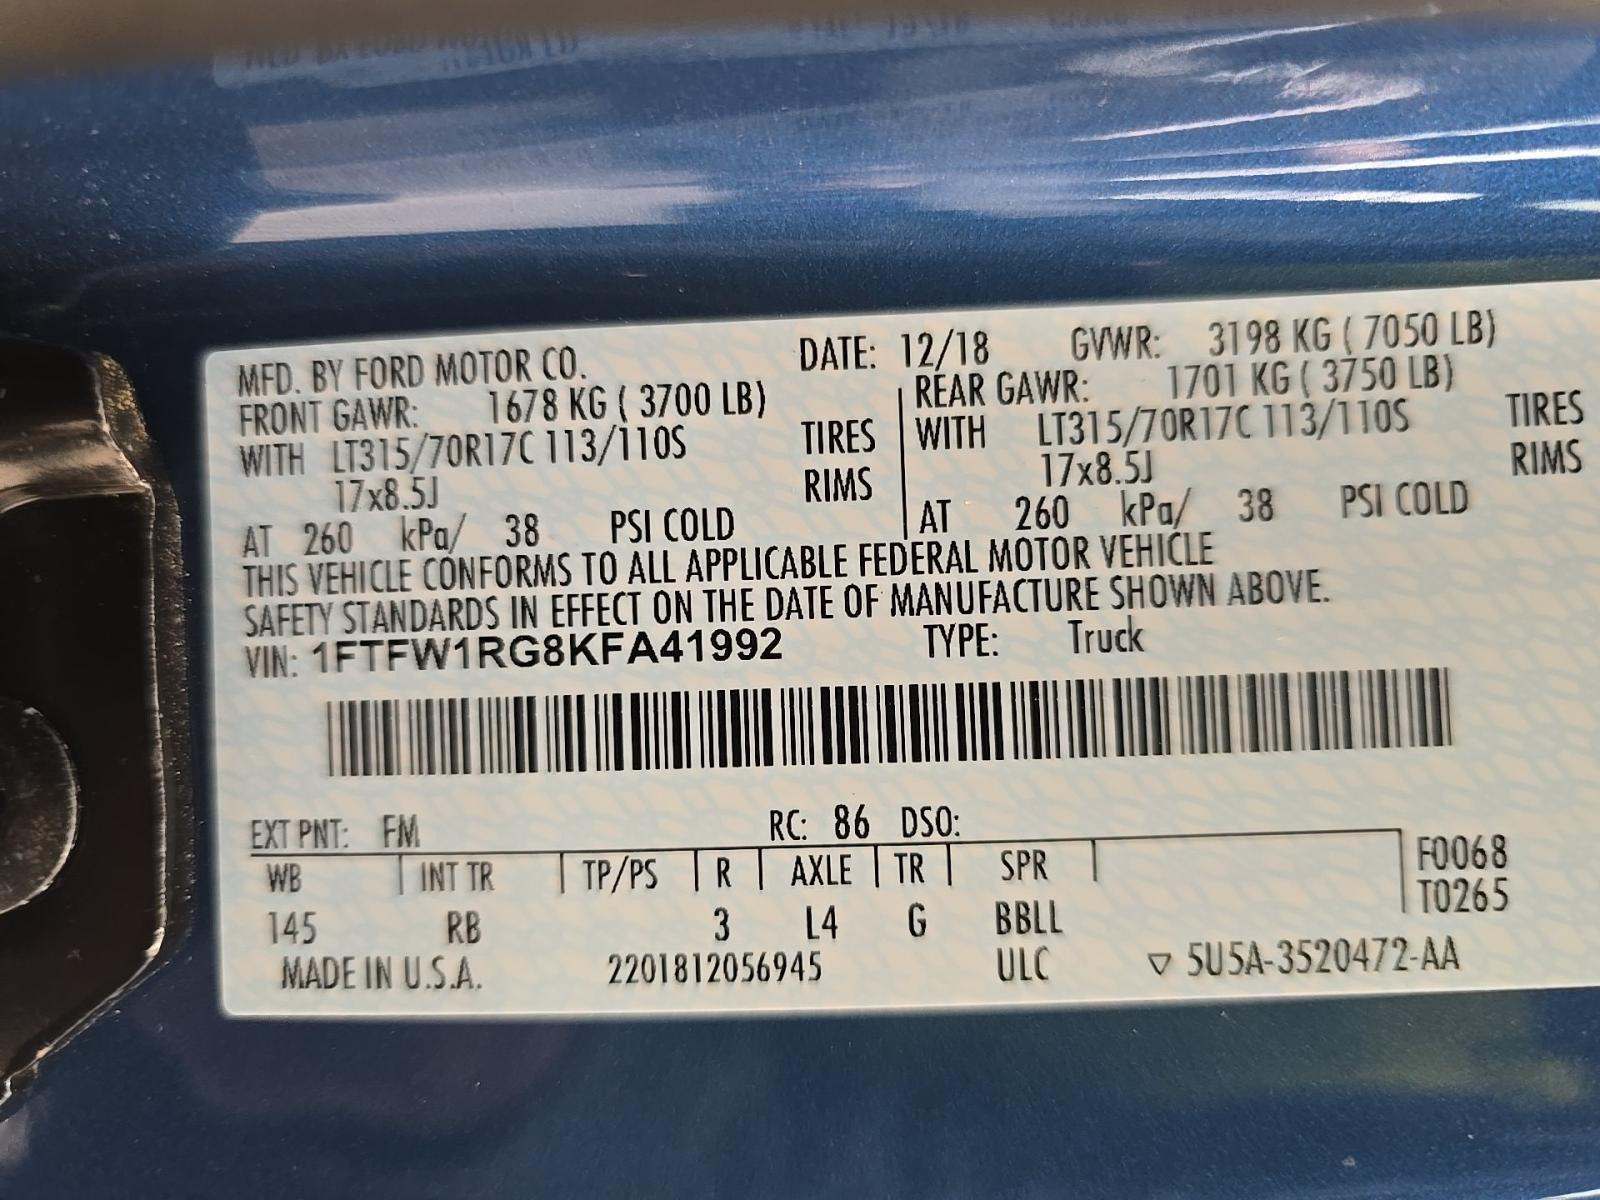 MFD. BY FORD MOTOR CO. DATE: 12/18 GVWR: 3198 KG ( 7050 LB)
FRONT GAWR: 1678 KG ( 3700 LB) REAR GAWR: 1701 KG ( 3750 LB)
WITH LT315/70R17C 113/110S TIRES WITH LT315/70R17C 113/110S TIRES
17x8.5J RIMS 17x8.5J RIMS
AT 260 kPa/ 38 PSI COLD AT 260 kPa/ 38 PSI COLD
THIS VEHICLE CONFORMS TO ALL APPLICABLE FEDERAL MOTOR VEHICLE
SAFETY STANDARDS IN EFFECT ON THE DATE OF MANUFACTURE SHOWN ABOVE.
VIN: 1FTFW1RG8KFA41992 TYPE: Truck
EXT PNT: FM RC: 86 DSO:
WB INT TR TP/PS R AXLE TR SPR F0068
145 RB 3 L4 G BBLL T0265
MADE IN U.S.A. 2201812056945 ULC ▽ 5U5A-3520472-AA